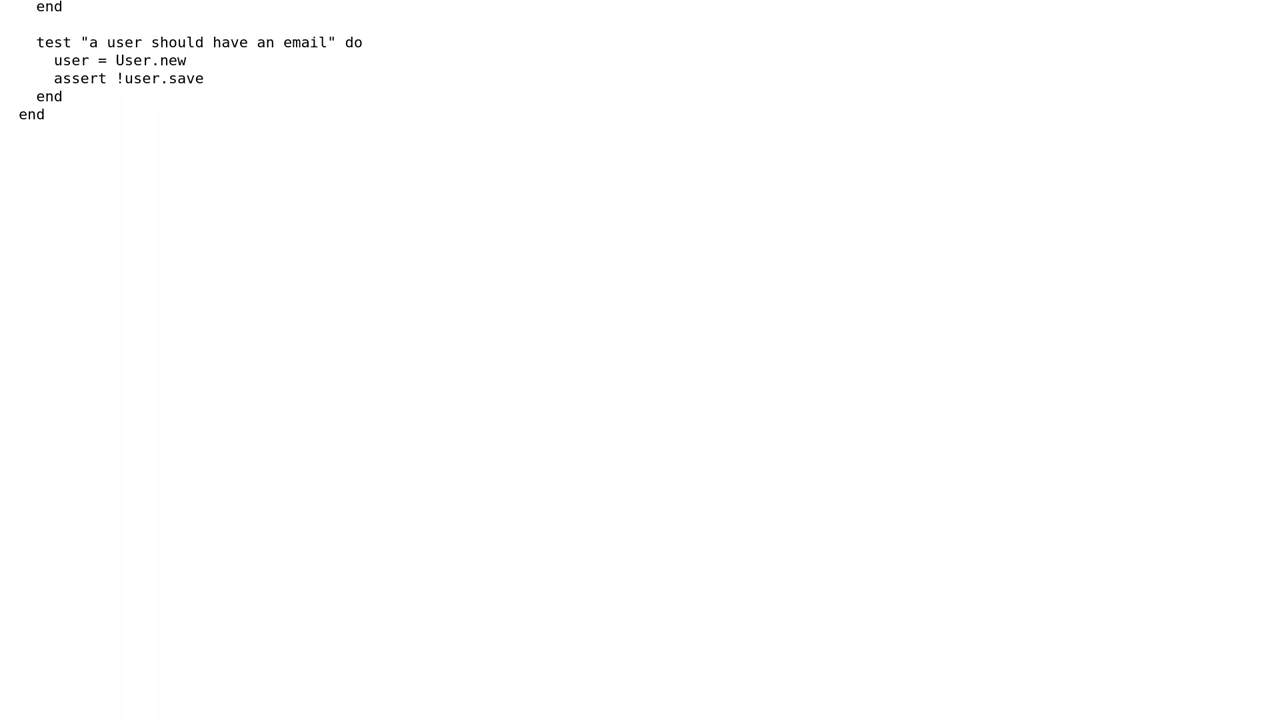 end
test "a user should have an email" do
user = User.new
assert !user.save
end
end